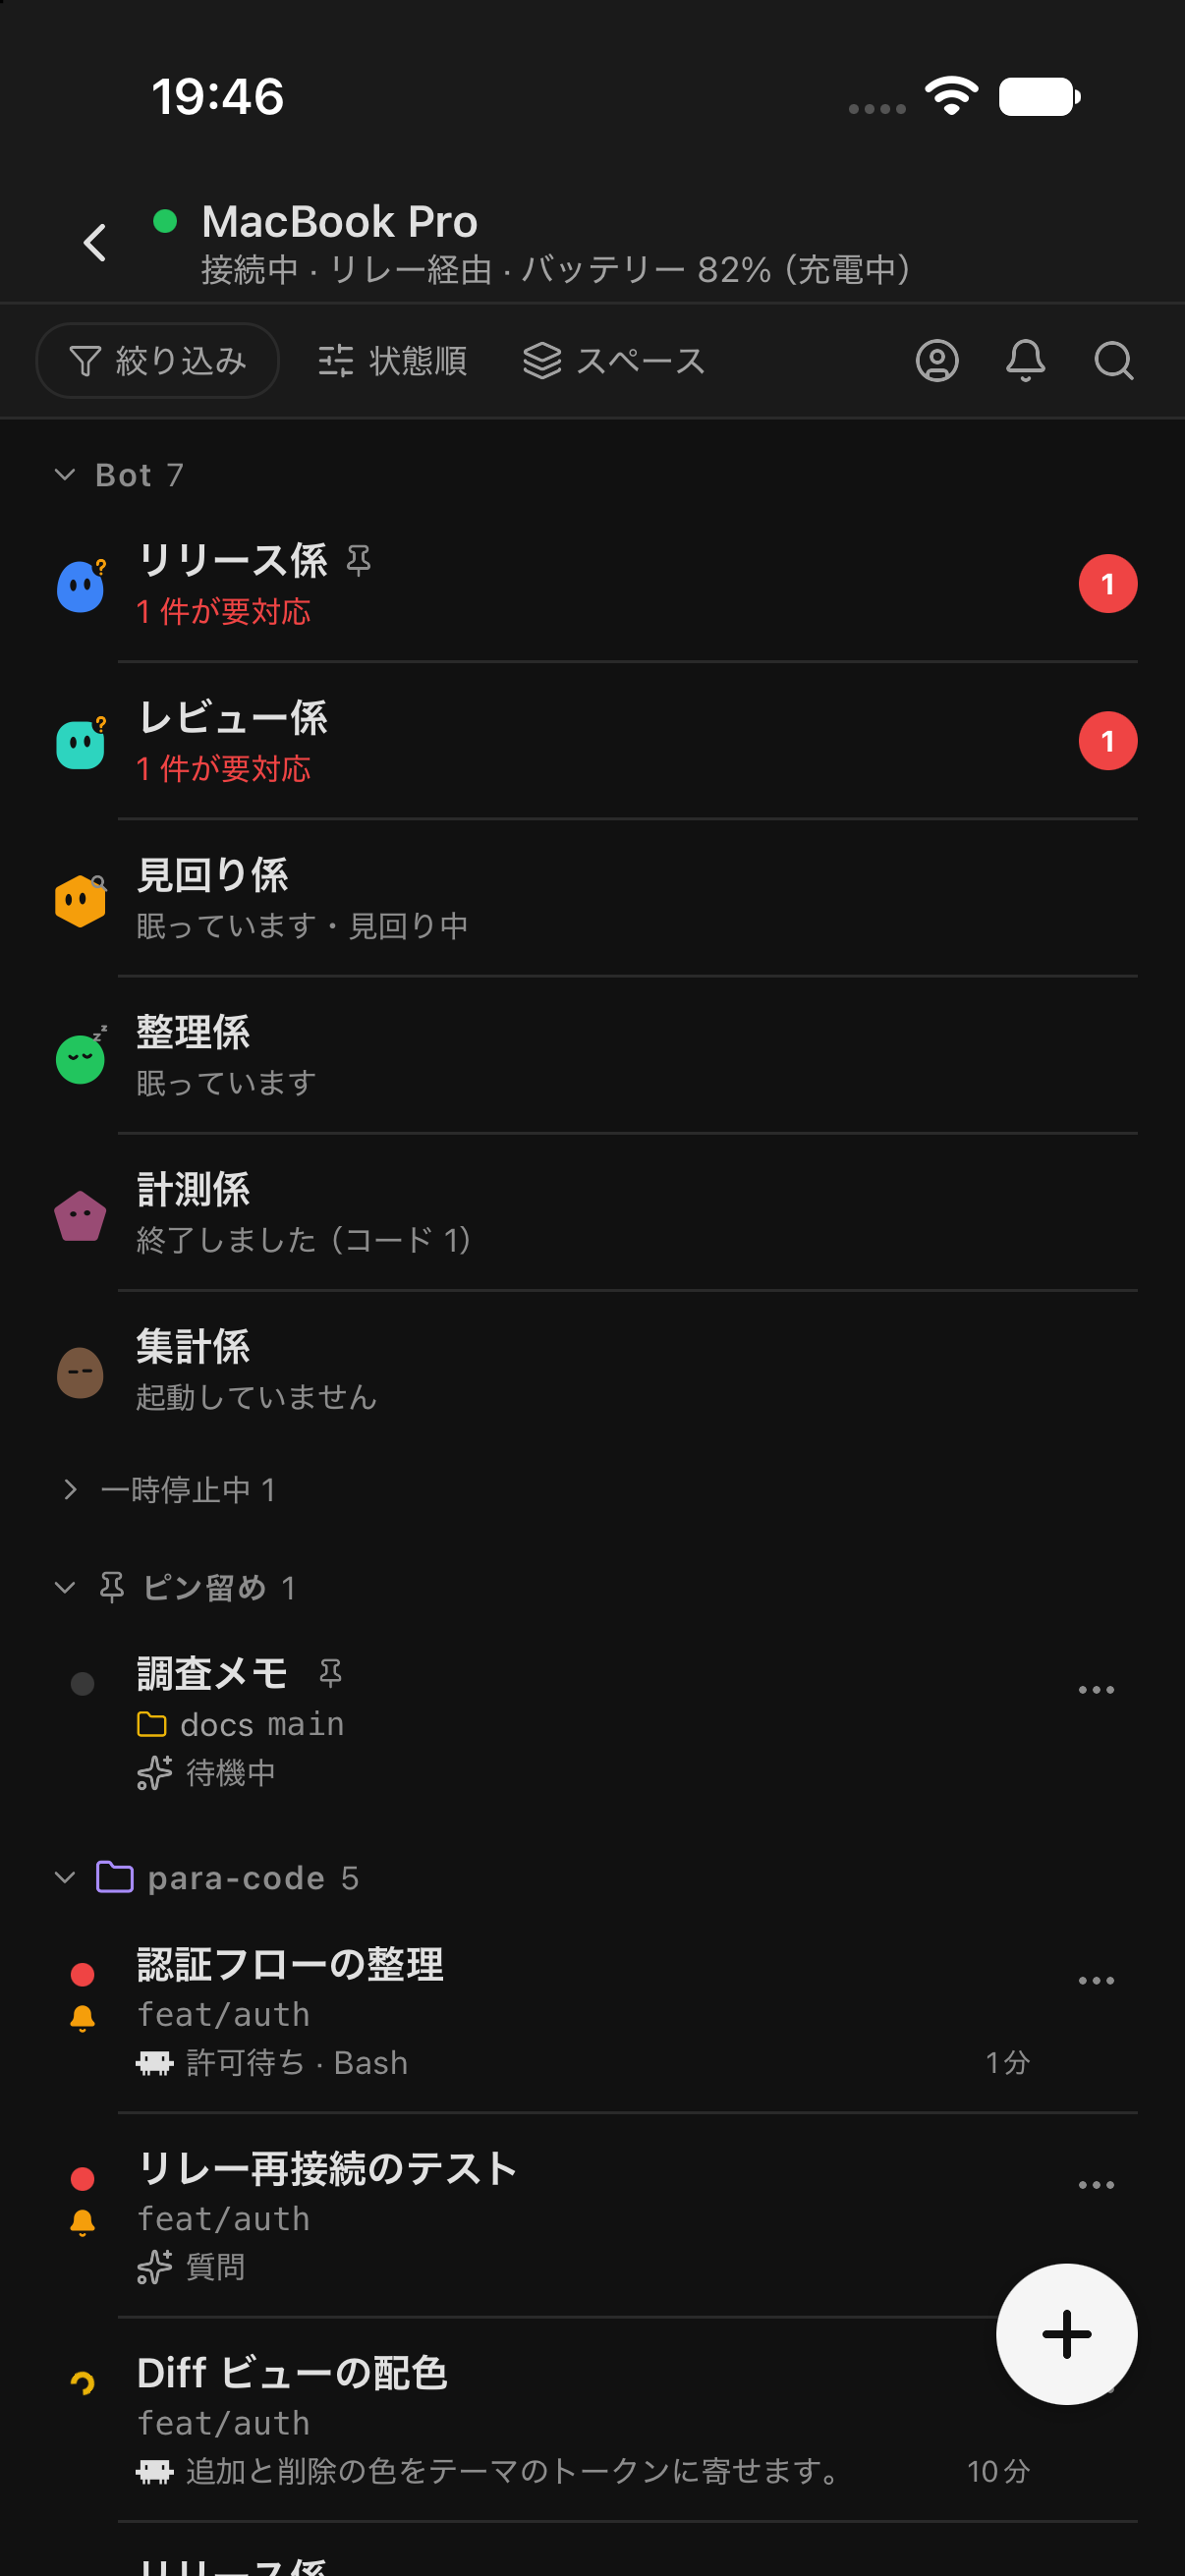 19:46
MacBook Pro
接続中 · リレー経由 · バッテリー 82%（充電中）
絞り込み 状態順 スペース
Bot 7
リリース係
1 件が要対応
1
レビュー係
1 件が要対応
1
見回り係
眠っています・見回り中
整理係
眠っています
計測係
終了しました（コード 1）
集計係
起動していません
一時停止中 1
ピン留め 1
調査メモ
docs main
待機中
para-code 5
認証フローの整理
feat/auth
許可待ち · Bash 1分
リレー再接続のテスト
feat/auth
質問
Diff ビューの配色
feat/auth
追加と削除の色をテーマのトークンに寄せます。 10分
リリース係